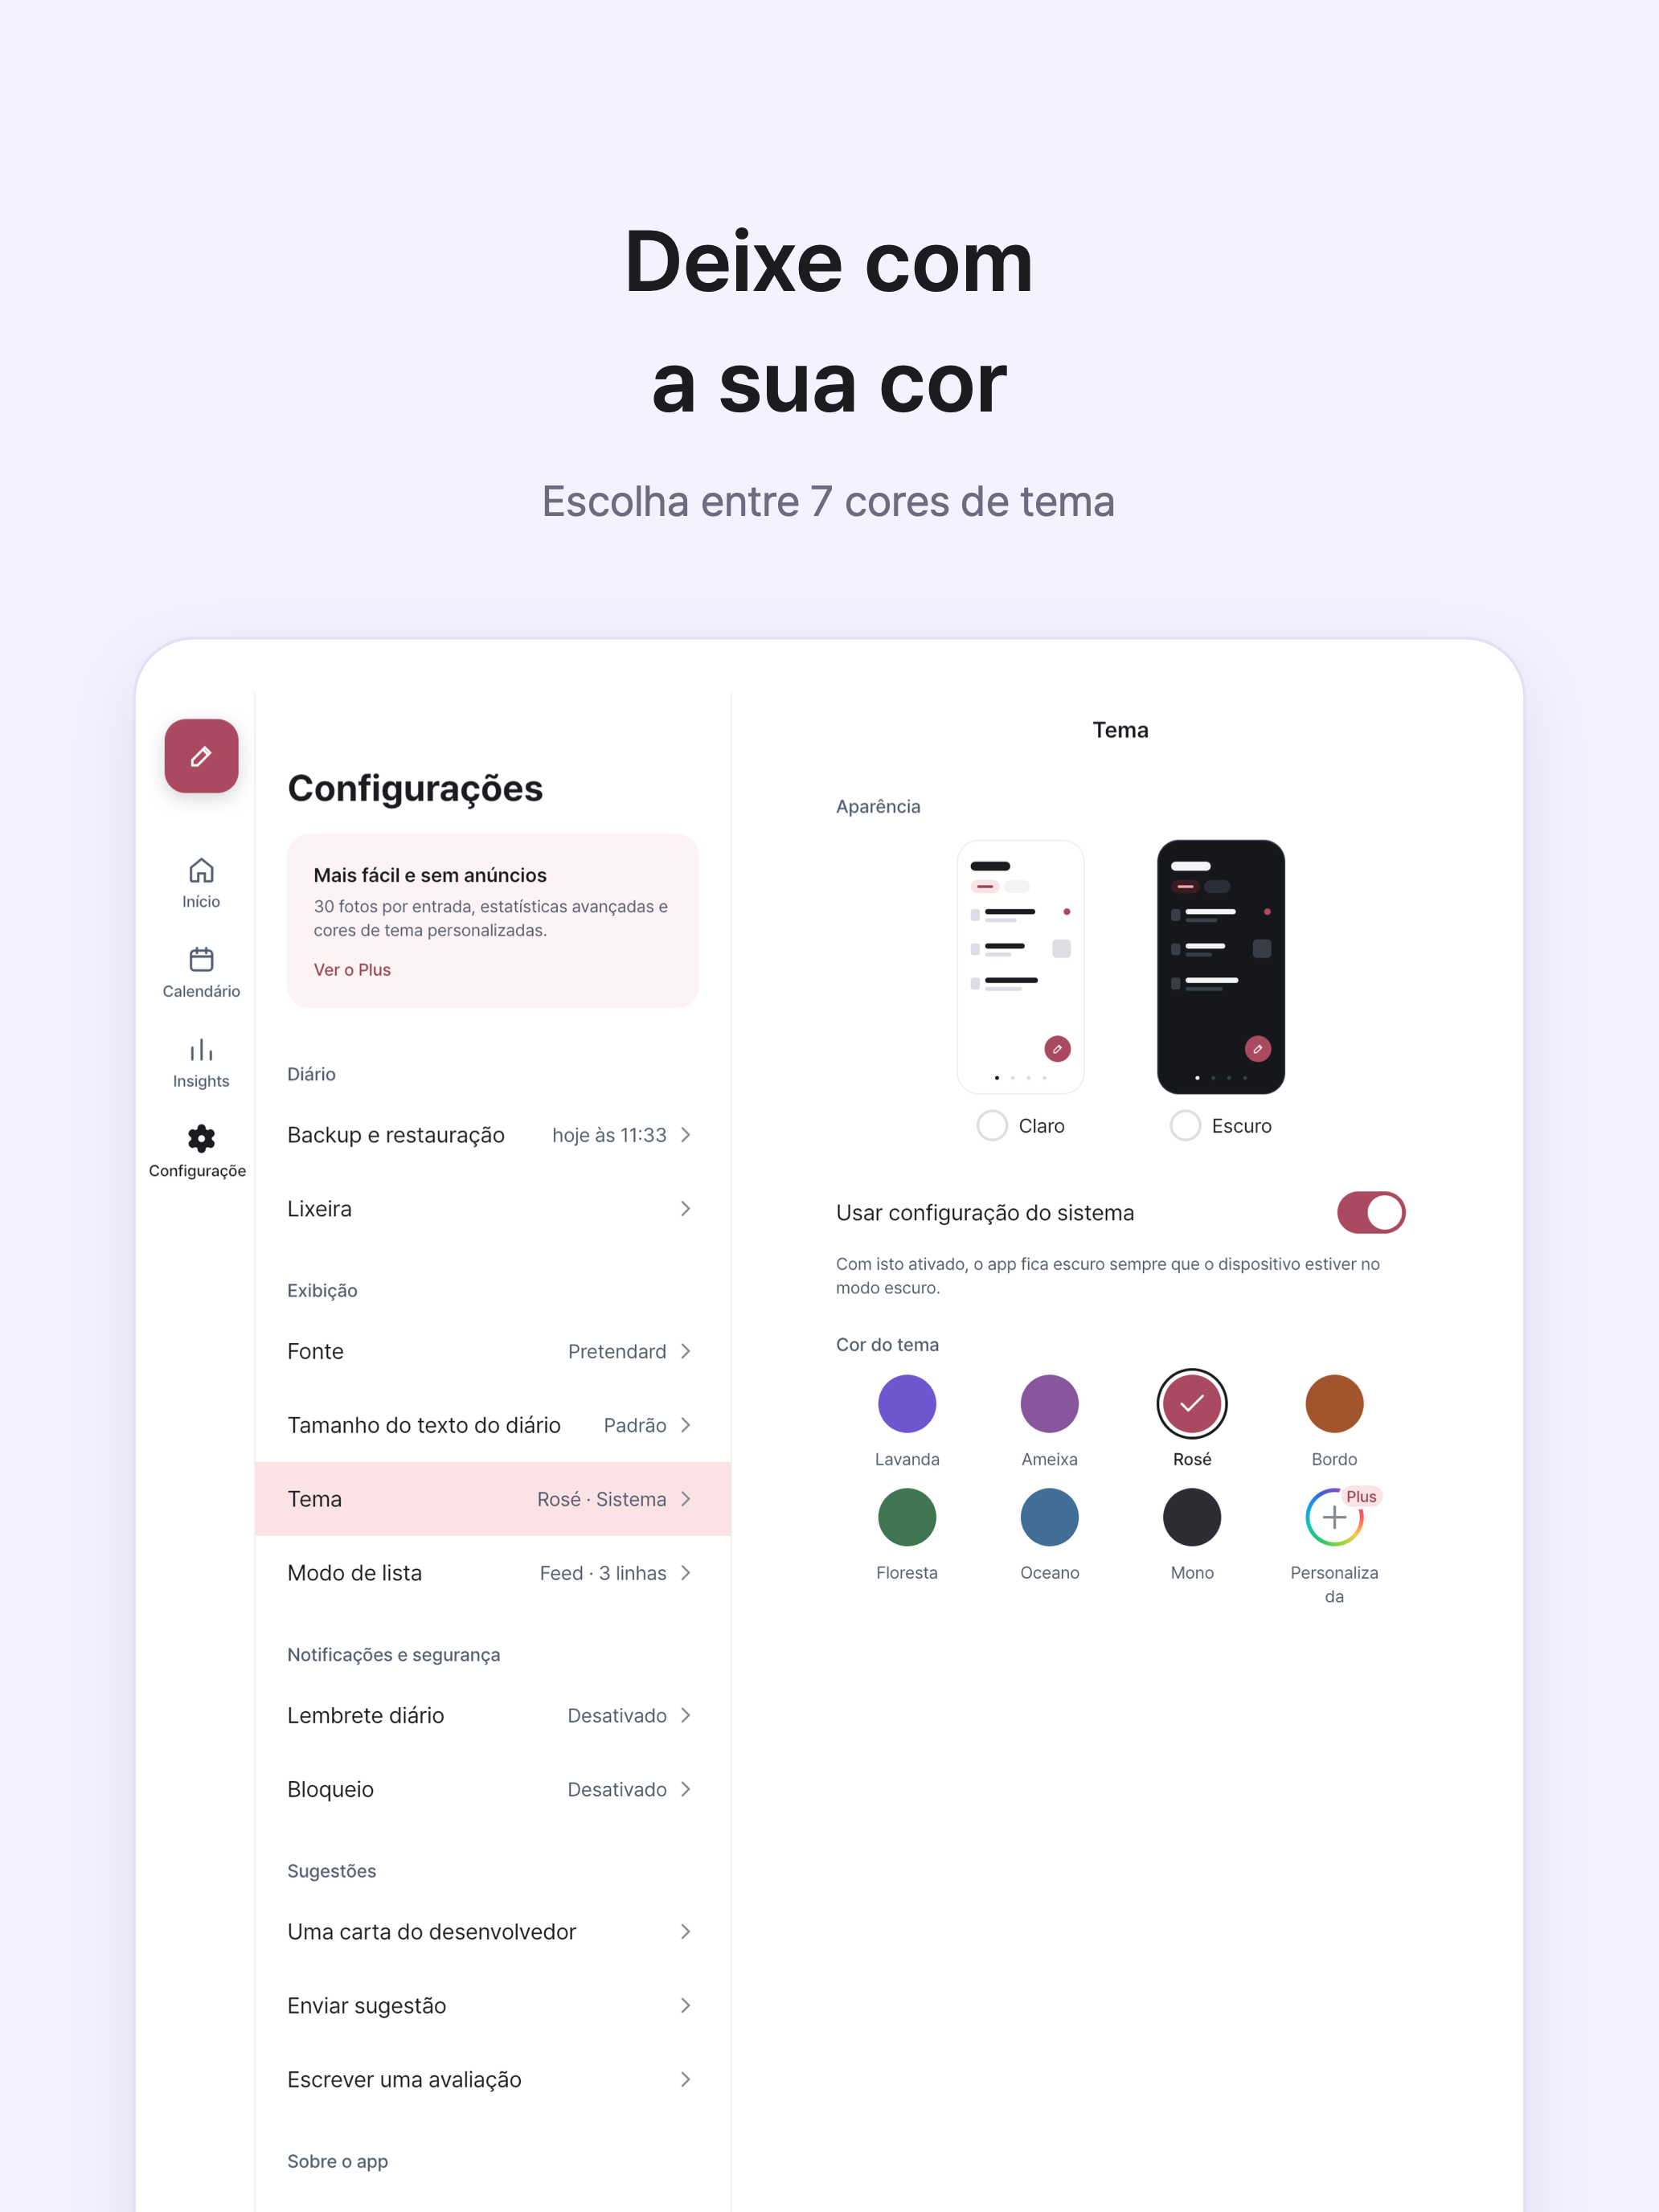 Deixe com
a sua cor
Escolha entre 7 cores de tema
Início
Calendário
Insights
Configuraçõe
Configurações
Mais fácil e sem anúncios
30 fotos por entrada, estatísticas avançadas e
cores de tema personalizadas.
Ver o Plus
Diário
Backup e restauração hoje às 11:33
Lixeira
Exibição
Fonte Pretendard
Tamanho do texto do diário Padrão
Tema Rosé · Sistema
Modo de lista Feed · 3 linhas
Notificações e segurança
Lembrete diário Desativado
Bloqueio Desativado
Sugestões
Uma carta do desenvolvedor
Enviar sugestão
Escrever uma avaliação
Sobre o app
Tema
Aparência
Claro Escuro
Usar configuração do sistema
Com isto ativado, o app fica escuro sempre que o dispositivo estiver no
modo escuro.
Cor do tema
Lavanda Ameixa Rosé Bordo
Plus
Floresta Oceano Mono Personaliza
da